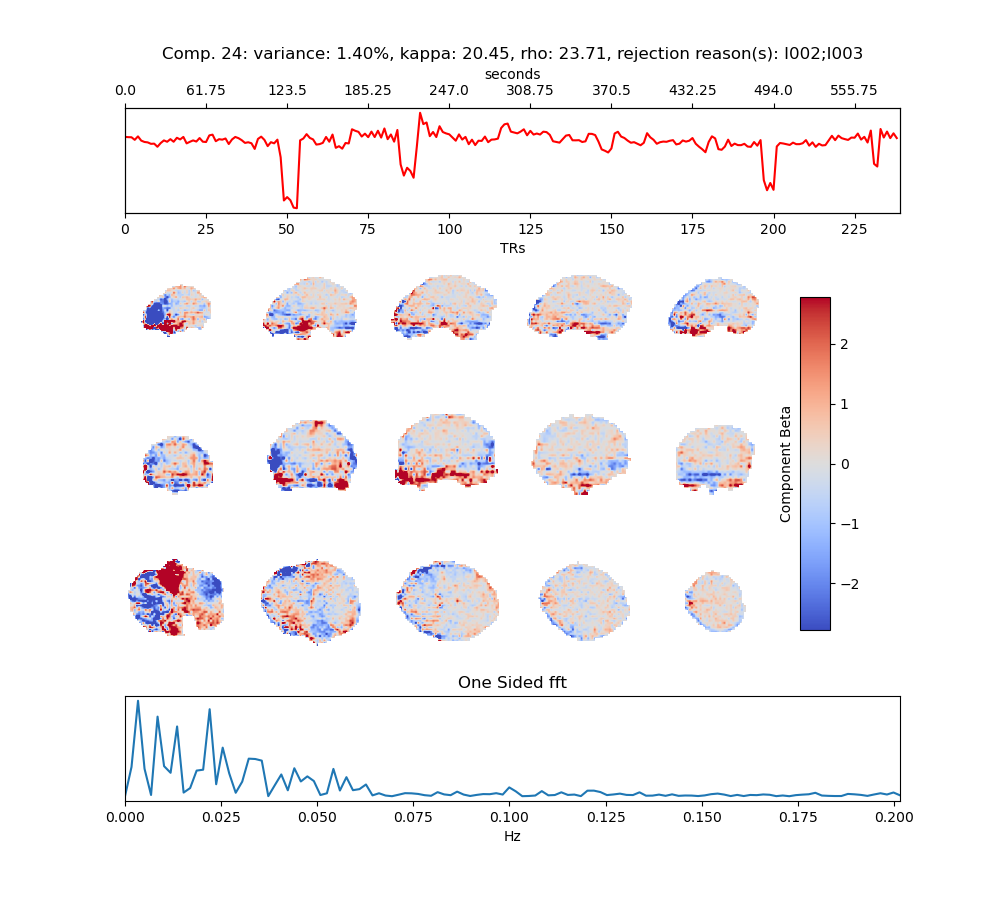 Comp. 24: variance: 1.40%, kappa: 20.45, rho: 23.71, rejection reason(s): I002;I003
seconds
0.0 61.75 123.5 185.25 247.0 308.75 370.5 432.25 494.0 555.75
0 25 50 75 100 125 150 175 200 225
TRs
2
1
0
−1
−2
Component Beta
One Sided fft
0.000 0.025 0.050 0.075 0.100 0.125 0.150 0.175 0.200
Hz